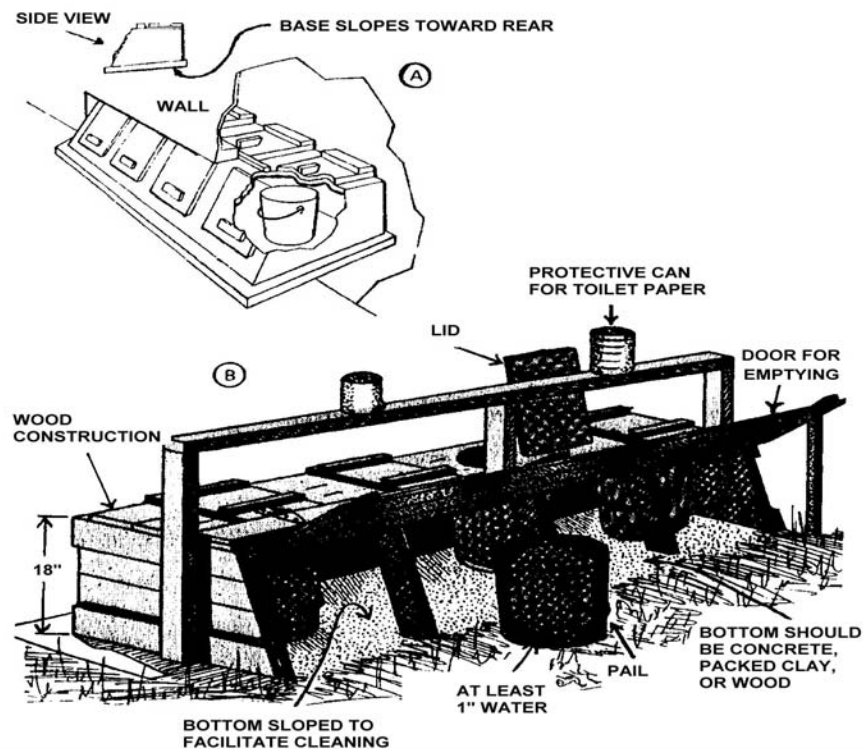 SIDE VIEW
BASE SLOPES TOWARD REAR
A
WALL
PROTECTIVE CAN
FOR TOILET PAPER
LID
B
DOOR FOR
EMPTYING
WOOD
CONSTRUCTION
18"
BOTTOM SHOULD
BE CONCRETE,
PACKED CLAY,
OR WOOD
PAIL
AT LEAST
1" WATER
BOTTOM SLOPED TO
FACILITATE CLEANING